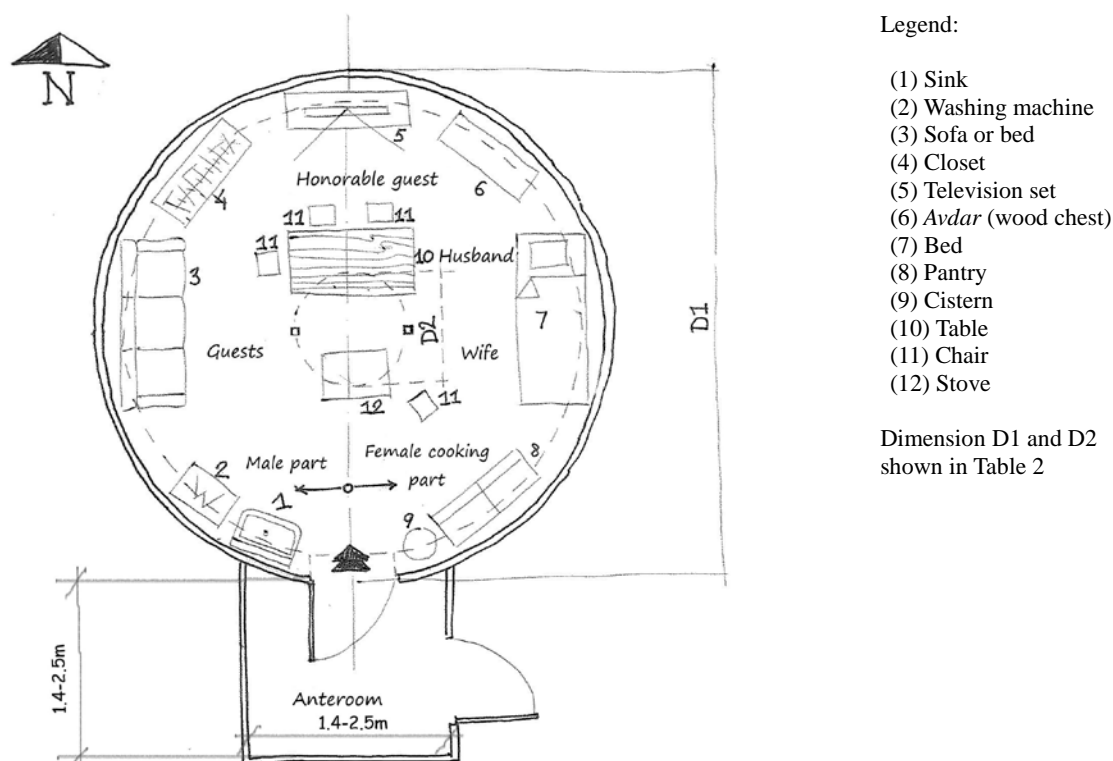 N
5
4
6
Honorable guest
11
11
11
10 Husband
3
7
D2
D1
Guests
Wife
12
11
Male part
Female cooking
part
8
2
1
9
1.4-2.5m
Anteroom
1.4-2.5m
Legend:
(1) Sink
(2) Washing machine
(3) Sofa or bed
(4) Closet
(5) Television set
(6) Avdar (wood chest)
(7) Bed
(8) Pantry
(9) Cistern
(10) Table
(11) Chair
(12) Stove
Dimension D1 and D2
shown in Table 2